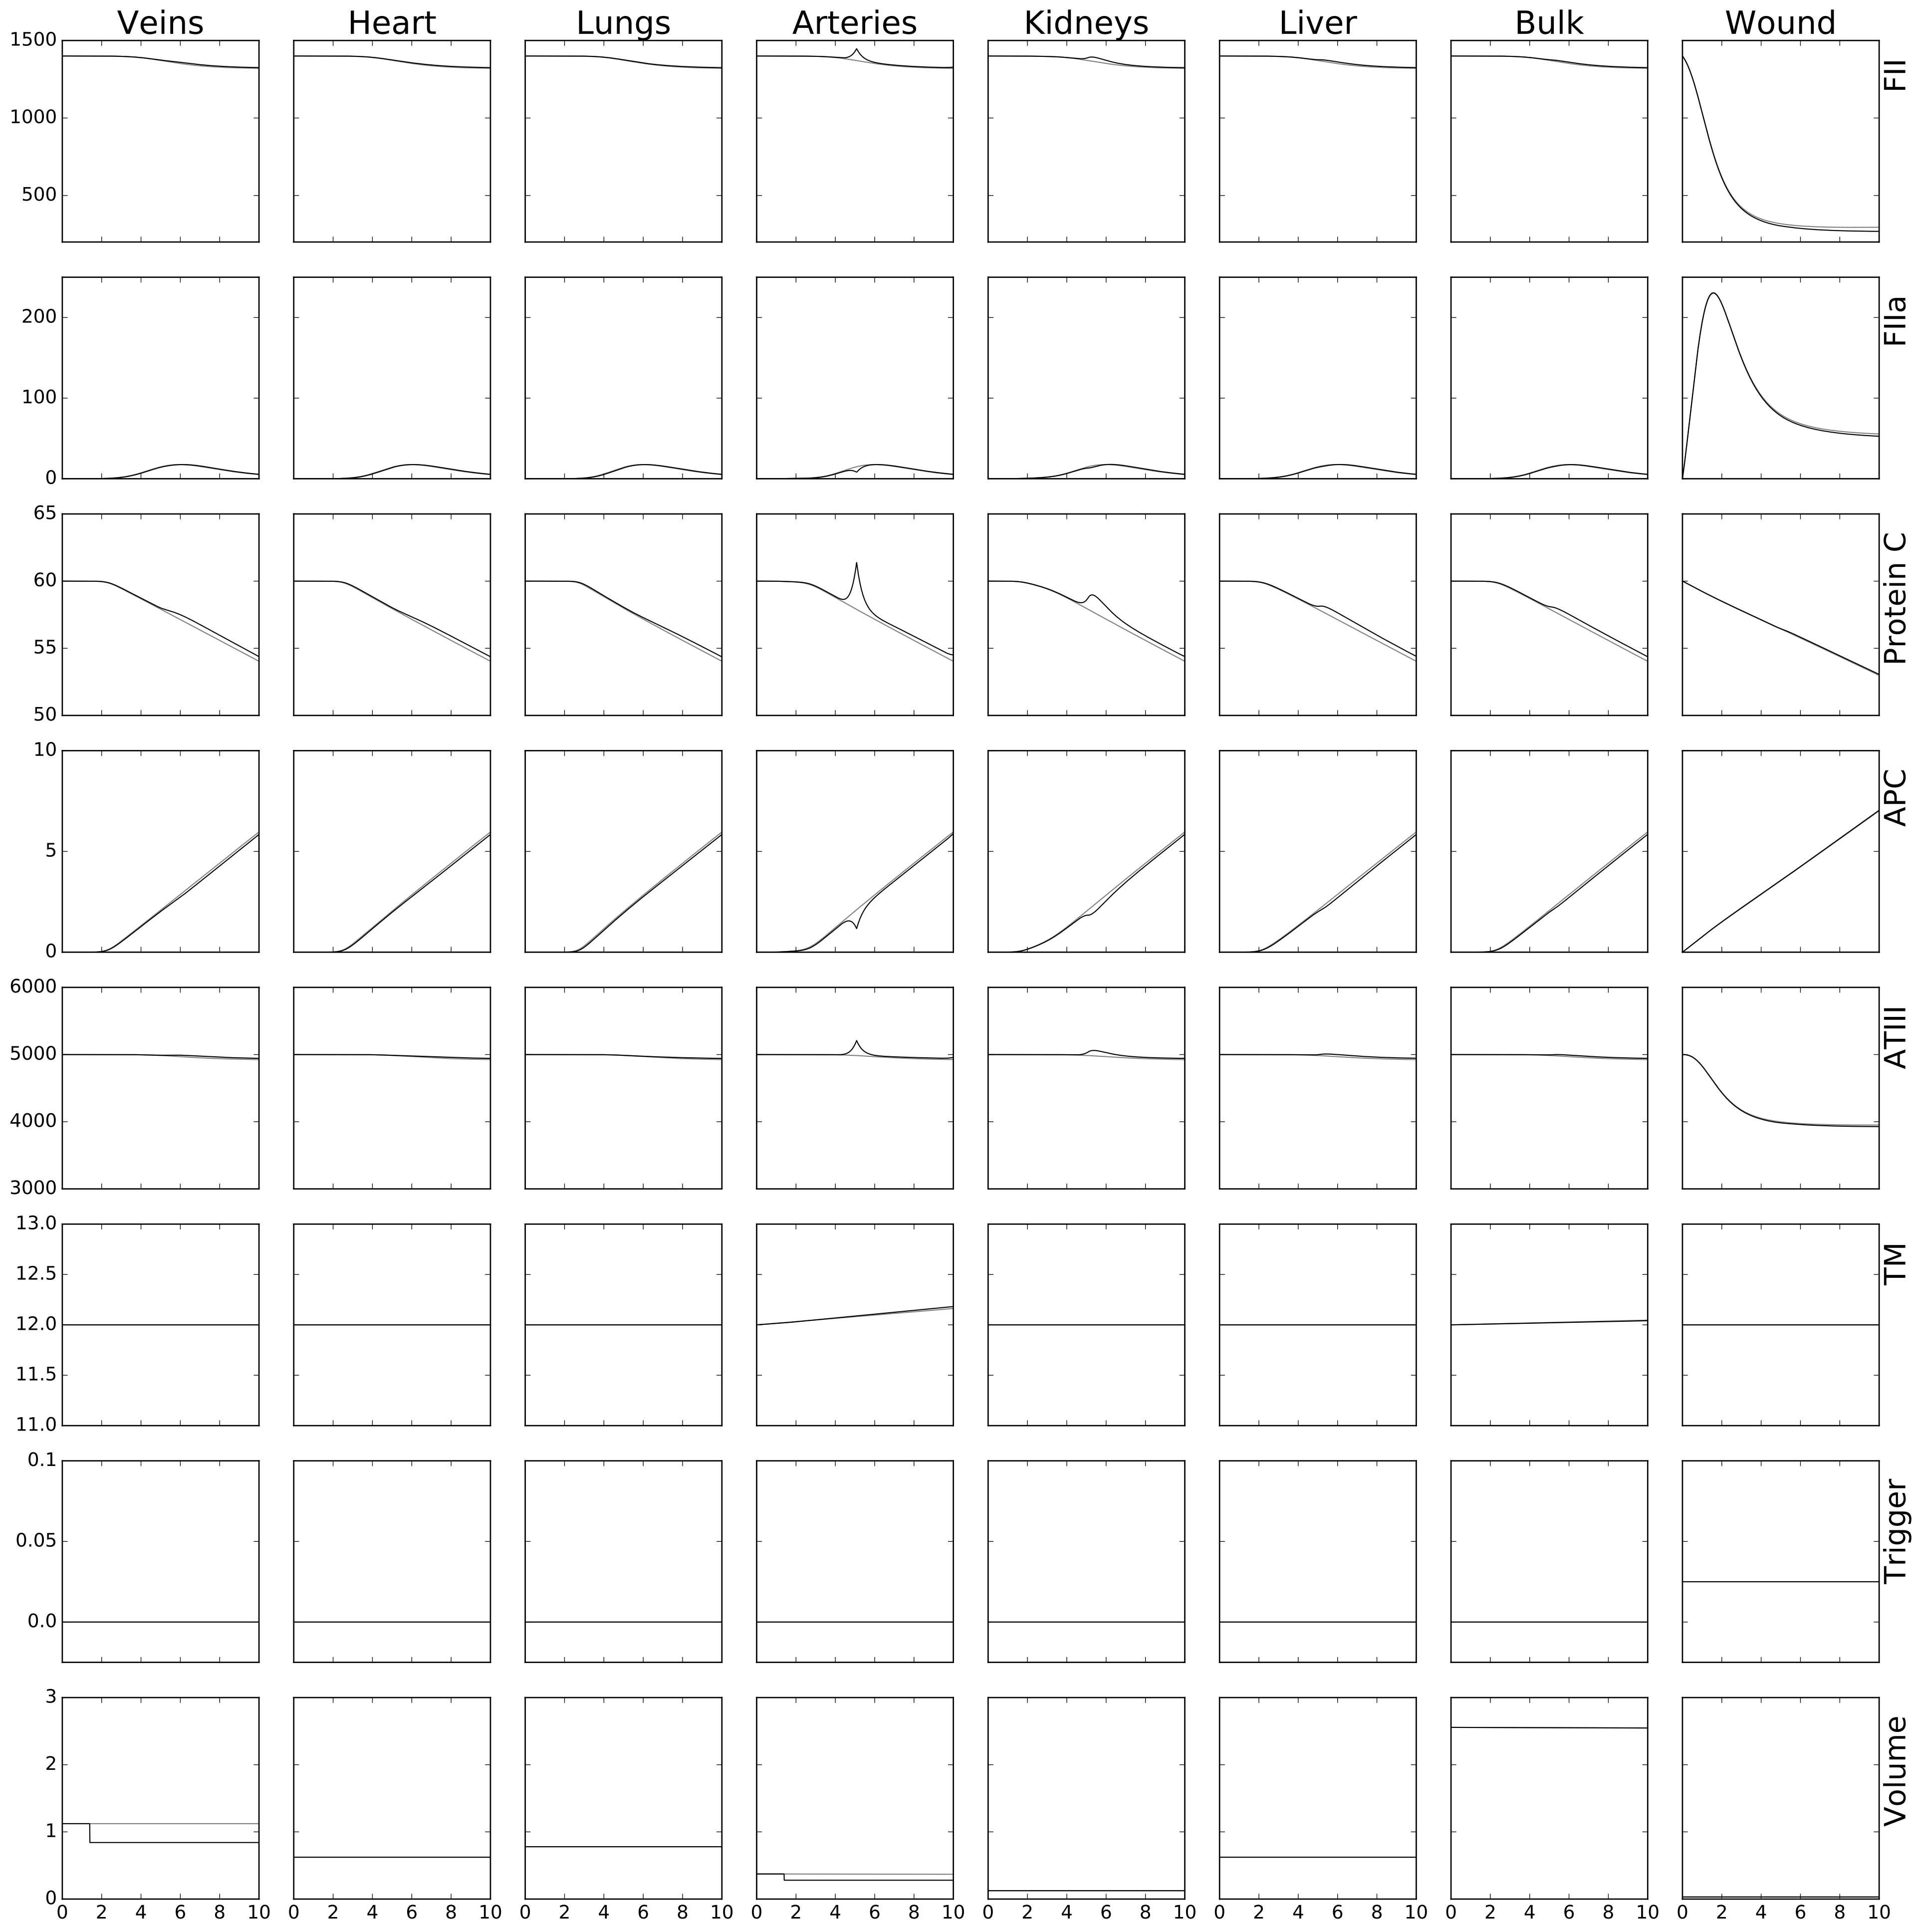 Veins Heart Lungs Arteries Kidneys Liver Bulk Wound
1500
1000
500
FII
200
100
0
FIIa
65
60
55
50
Protein C
10
5
0
APC
6000
5000
4000
3000
ATIII
13.0
12.5
12.0
11.5
11.0
TM
0.1
0.05
0.0
Trigger
3
2
1
0
Volume
0 2 4 6 8 10 0 2 4 6 8 10 0 2 4 6 8 10 0 2 4 6 8 10 0 2 4 6 8 10 0 2 4 6 8 10 0 2 4 6 8 10 0 2 4 6 8 10